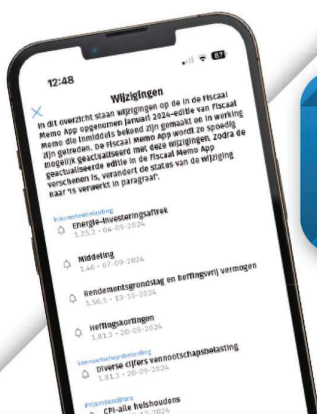 12:48
67
Wijzigingen
In dit overzicht staan wijzigingen op de in de Fiscaal
Memo App opgenomen januari 2024-editie van Fiscaal
Memo die inmiddels bekend zijn gemaakt en in werking
zijn getreden. De Fiscaal Memo App wordt zo spoedig
mogelijk geactualiseerd met deze wijzigingen. Zodra de
geactualiseerde editie in de Fiscaal Memo App
verschenen is, verandert de status van de wijziging
naar 'is verwerkt in paragraaf'.
Inkomstenbelasting
Energie-investeringsaftrek
1.25.2 • 04-09-2024
Middeling
1.46 • 07-09-2024
Rendementsgrondslag en heffingsvrij vermogen
1.56.5 • 13-10-2024
Heffingskortingen
1.81.3 • 20-09-2024
Vennootschapsbelasting
Diverse cijfers vennootschapsbelasting
1.81.3 • 20-09-2024
Prijsindexcijfers
CPI-alle huishoudens